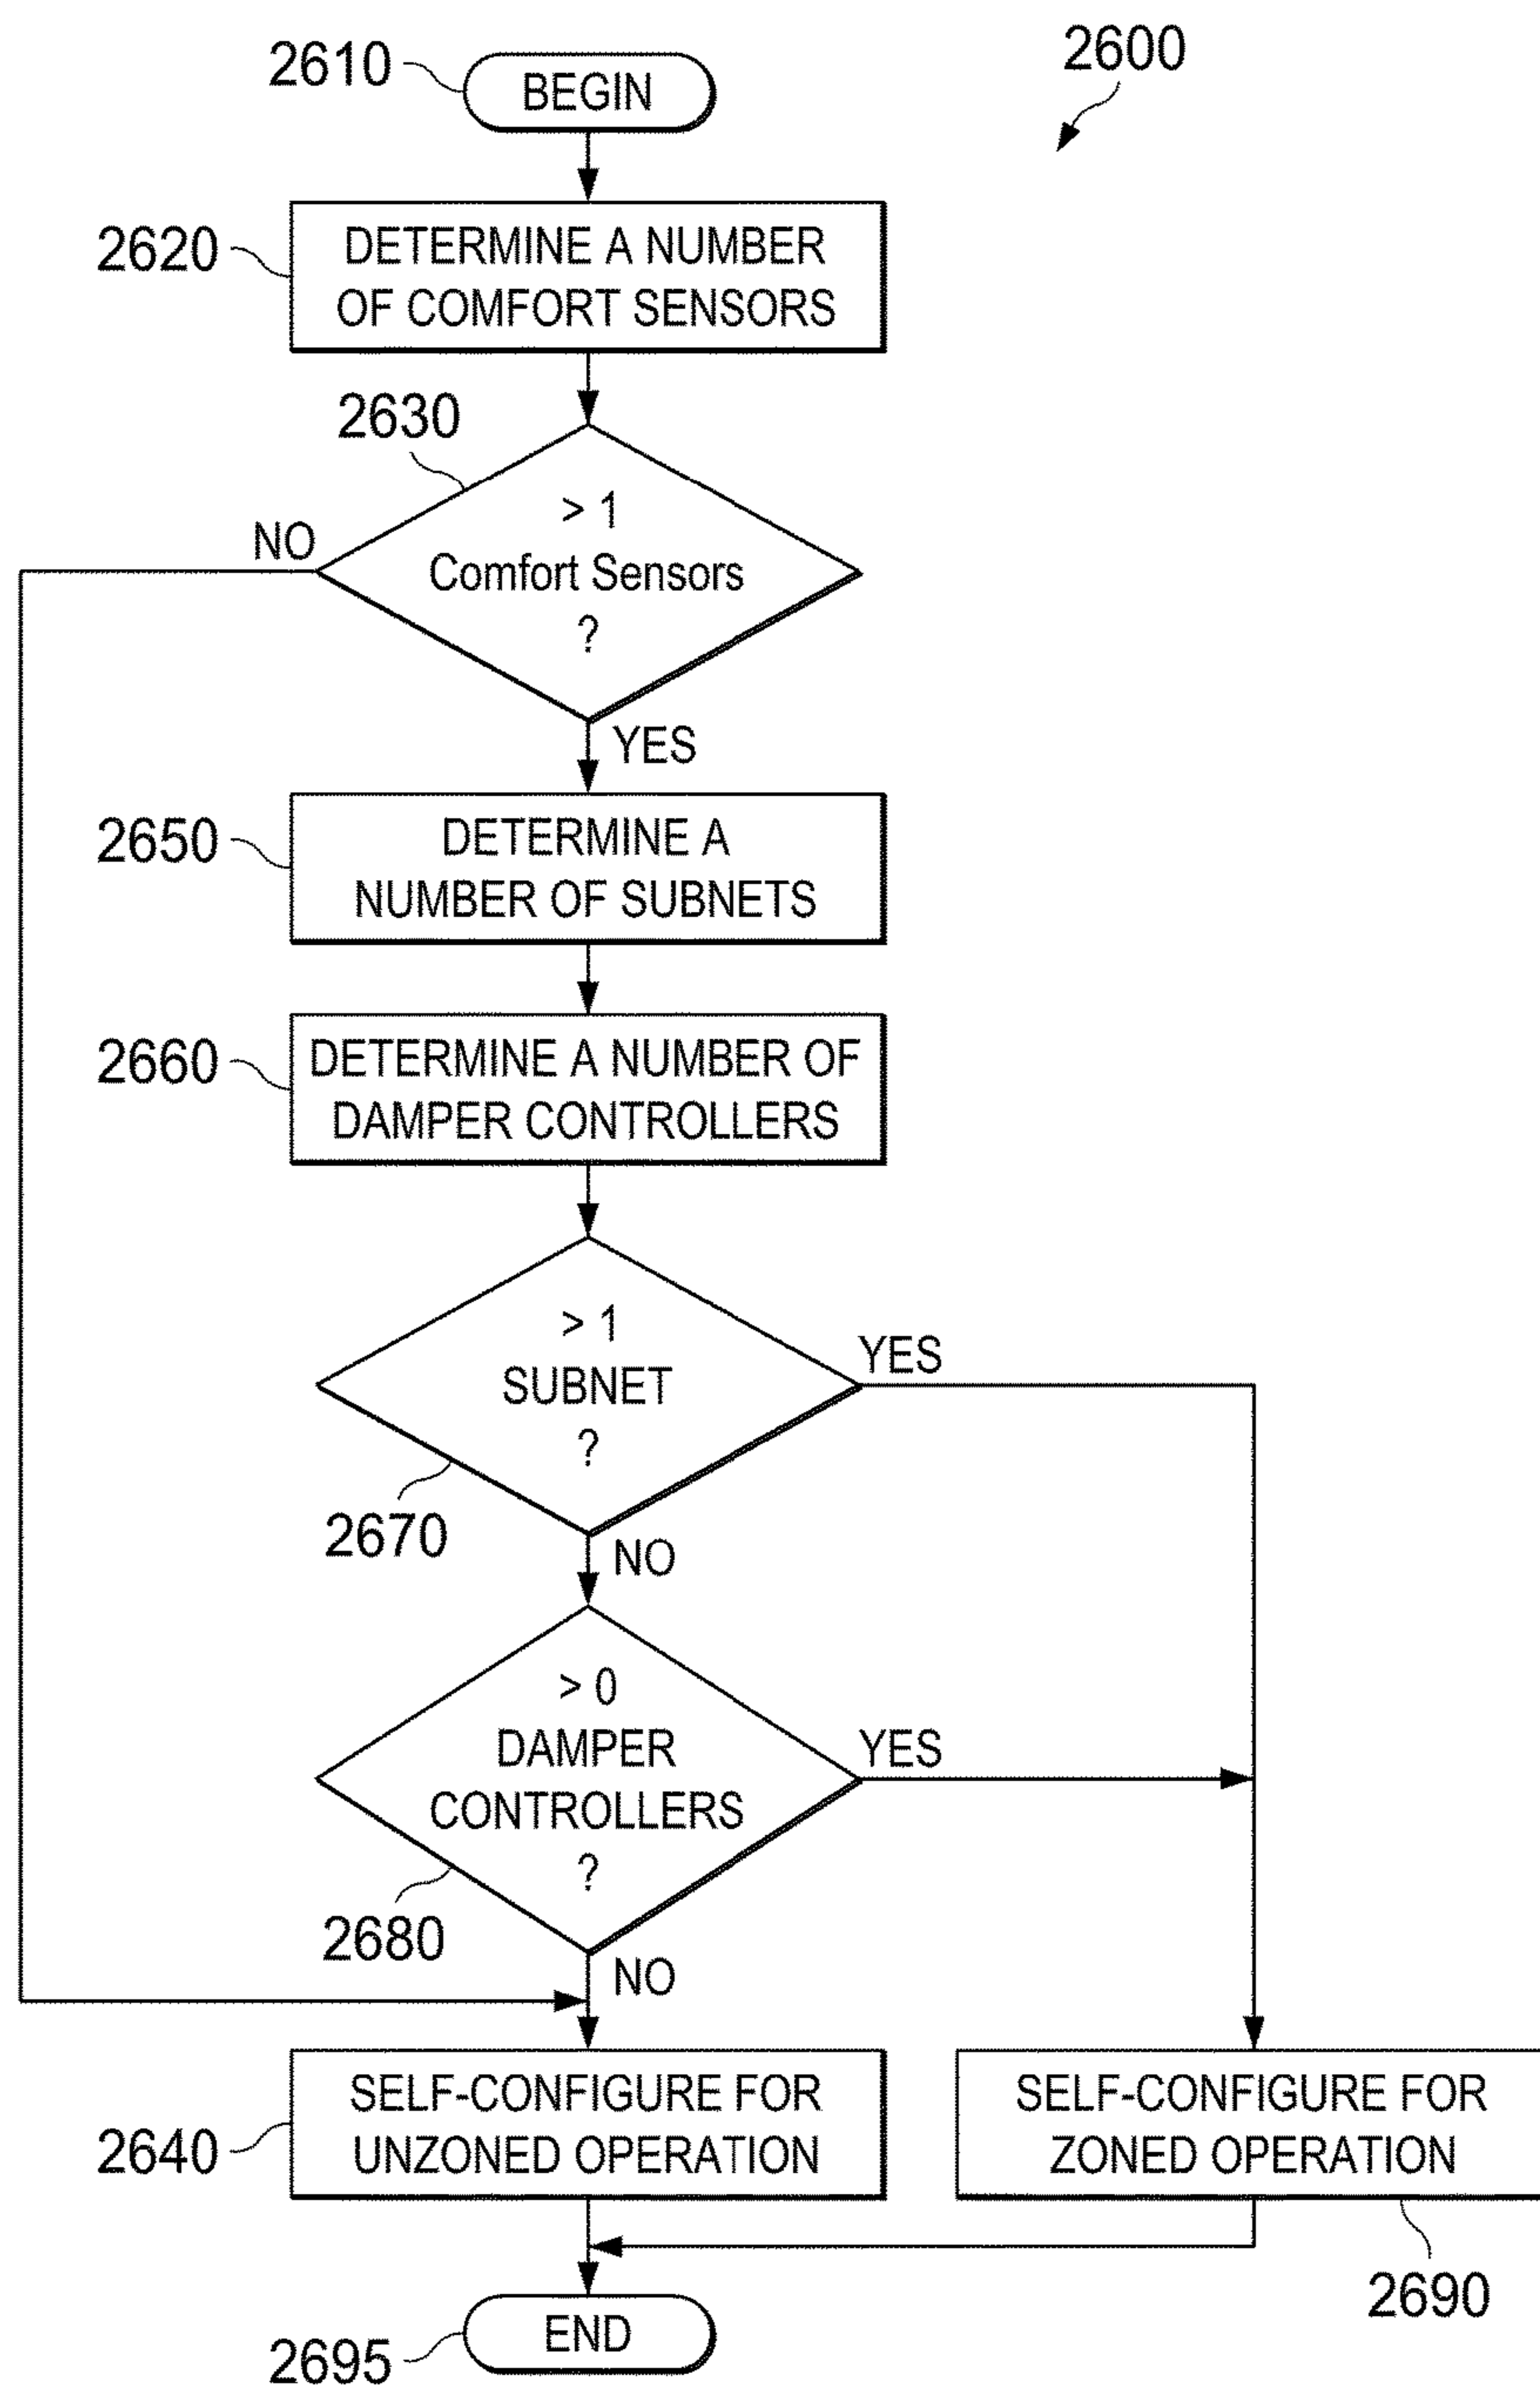 2600
2610
BEGIN
2620
DETERMINE A NUMBER
OF COMFORT SENSORS
2630
> 1
Comfort Sensors
?
NO
YES
2650
DETERMINE A
NUMBER OF SUBNETS
2660
DETERMINE A NUMBER OF
DAMPER CONTROLLERS
> 1
SUBNET
?
YES
2670
NO
> 0
DAMPER
CONTROLLERS
?
YES
2680
NO
2640
SELF-CONFIGURE FOR
UNZONED OPERATION
SELF-CONFIGURE FOR
ZONED OPERATION
2690
2695
END